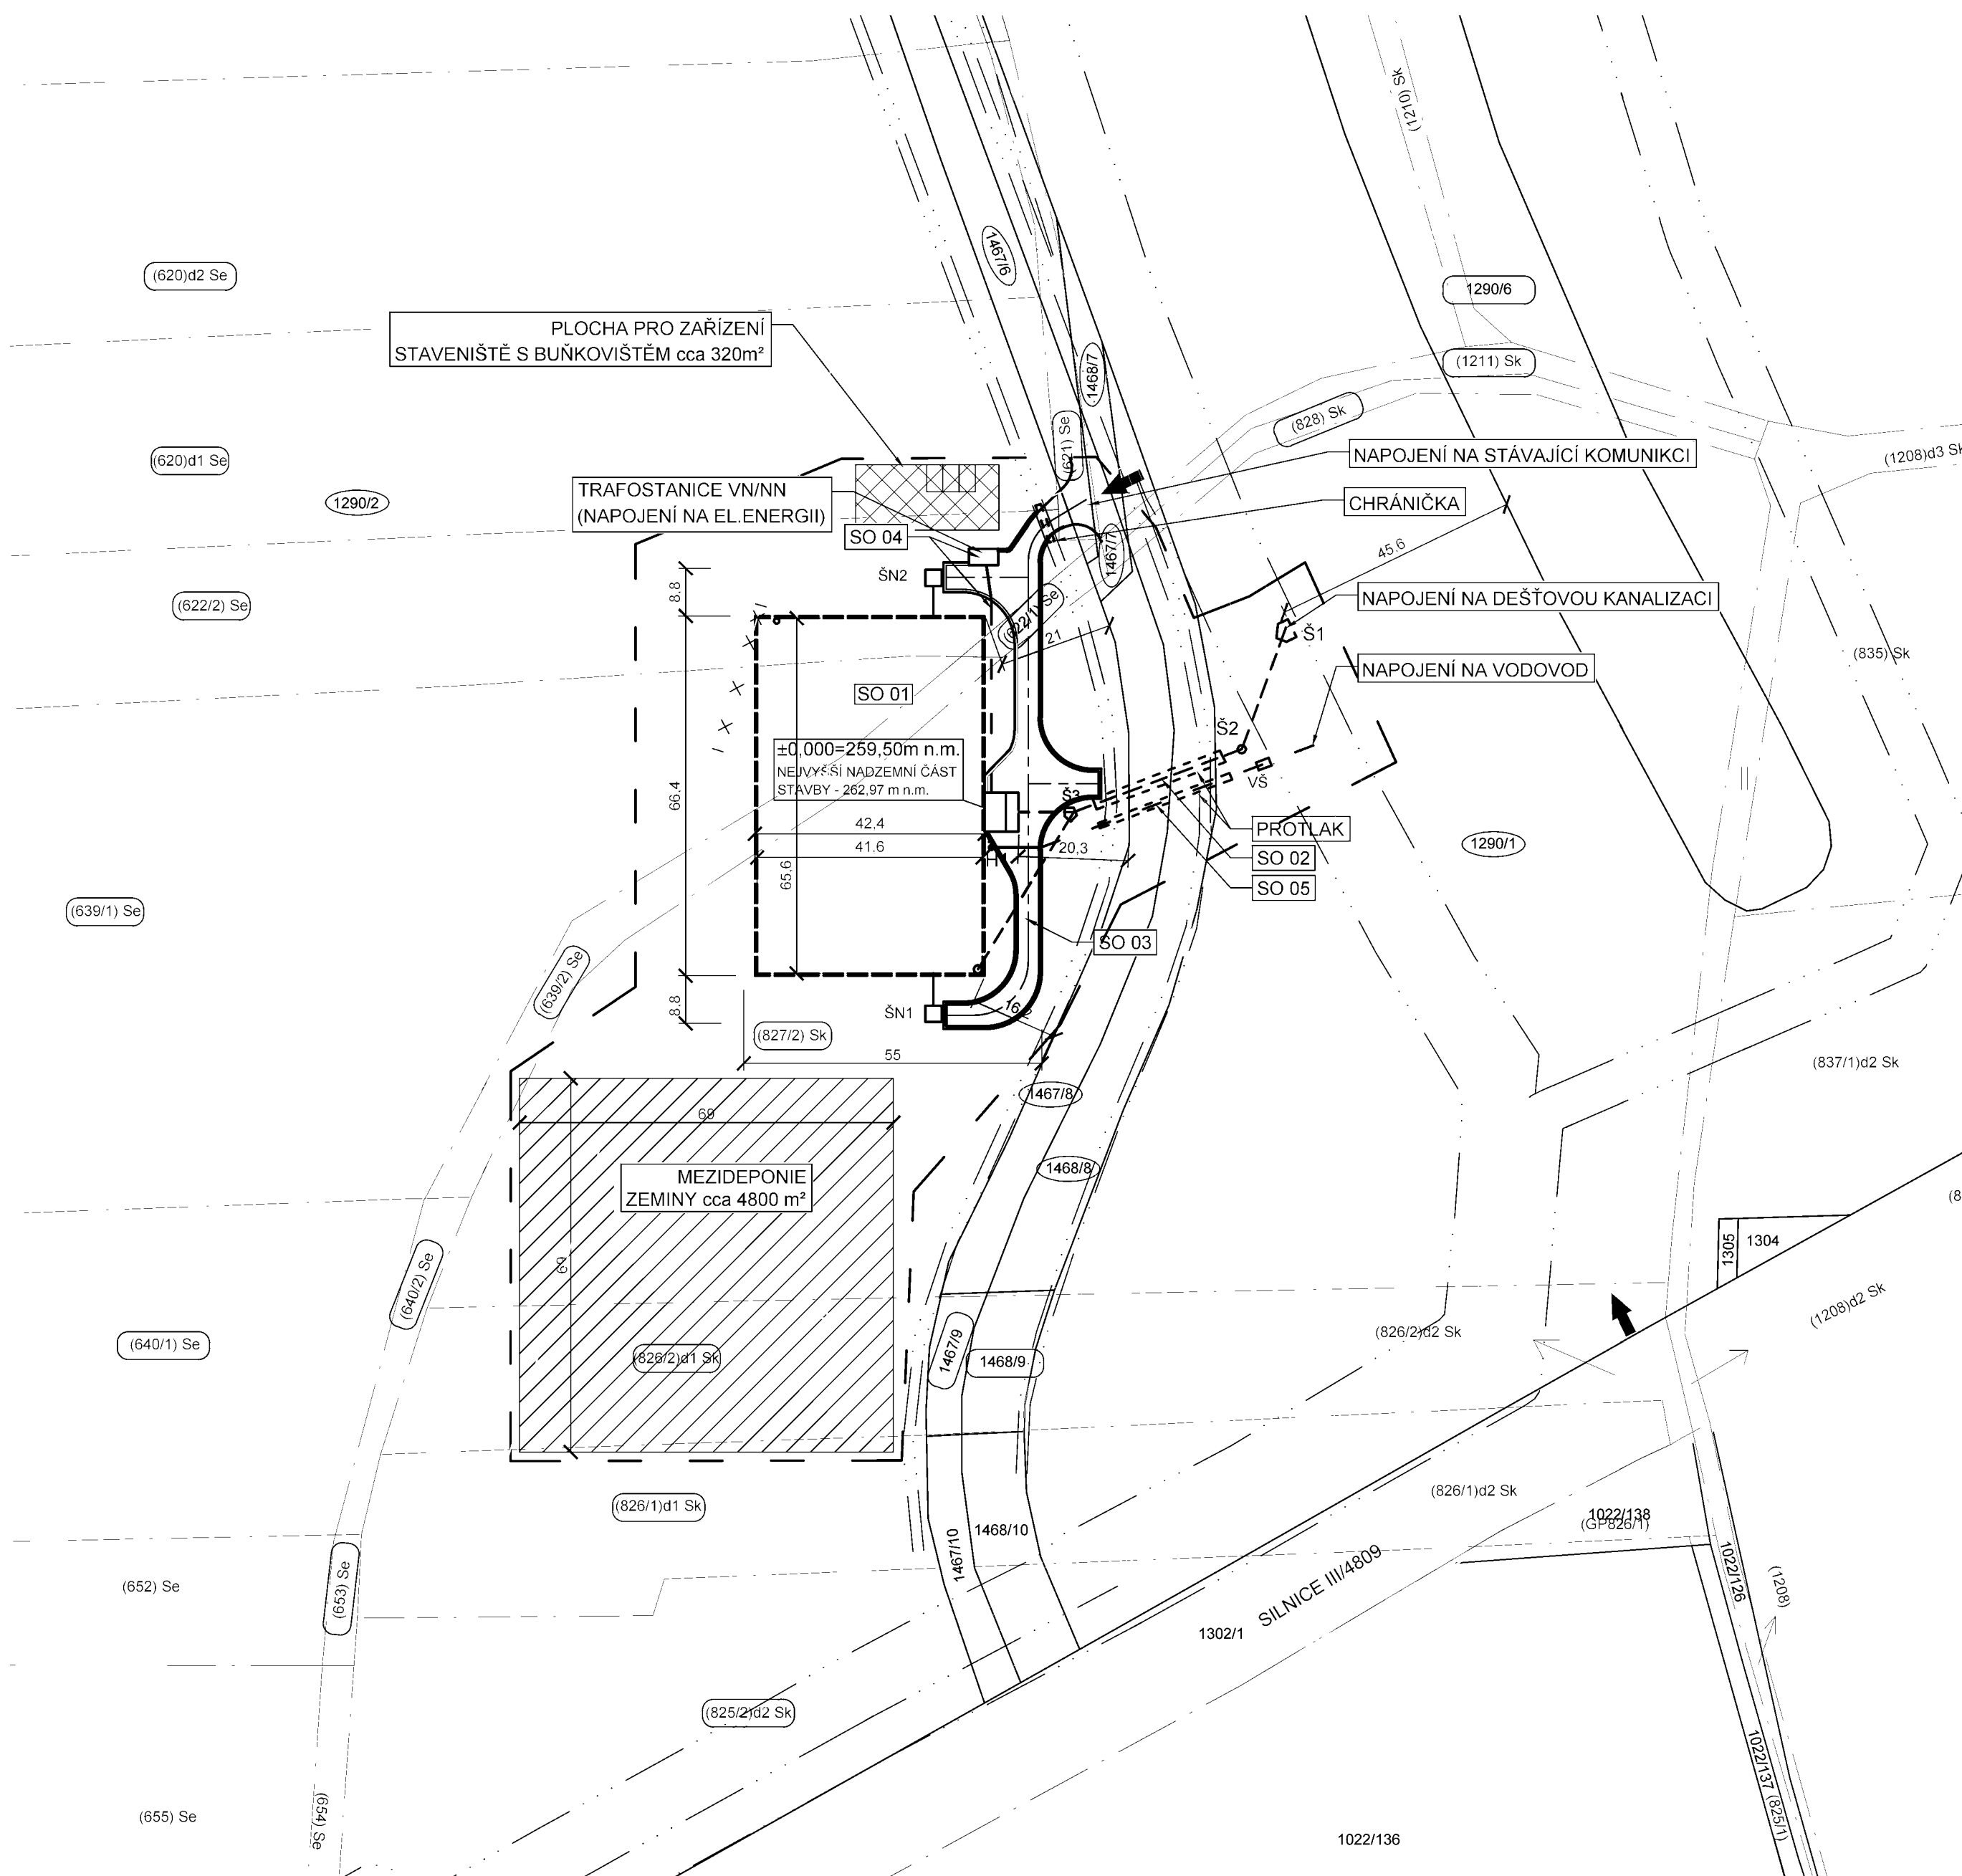 (1210) Sk
1467/6
(620)d2 Se
1290/6
PLOCHA PRO ZAŘÍZENÍ
STAVENIŠTĚ S BUŇKOVIŠTĚM cca 320m²
(1211) Sk
1468/7
(828) Sk
(621) Se
NAPOJENÍ NA STÁVAJÍCÍ KOMUNIKCI
(1208)d3 Sk
(620)d1 Se
1290/2
TRAFOSTANICE VN/NN
(NAPOJENÍ NA EL.ENERGII)
CHRÁNIČKA
SO 04
1467/7
45.6
ŠN2
8.8
(622/2) Se
(622/1) Se
NAPOJENÍ NA DEŠŤOVOU KANALIZACI
Š1
21
(835) Sk
NAPOJENÍ NA VODOVOD
SO 01
Š2
±0,000=259,50m n.m.
NEJVYŠŠÍ NADZEMNÍ ČÁST
STAVBY - 262,97 m n.m.
VŠ
Š3
66.4
42.4
PROTLAK
41.6
20,3
1290/1
SO 02
65.6
SO 05
(639/1) Se
SO 03
(639/2) Se
8.8
ŠN1
(827/2) Sk
55
(837/1)d2 Sk
1467/8
69
1468/8
MEZIDEPONIE
ZEMINY cca 4800 m²
69
1305
1304
(640/2) Se
(1208)d2 Sk
(640/1) Se
(826/2)d1 Sk
1467/9
1468/9
(826/2)d2 Sk
(826/1)d1 Sk
(826/1)d2 Sk
1022/138
(GP826/1)
1467/10
1468/10
SILNICE III/4809
1022/126
(1208)
(652) Se
(653) Se
1302/1
(825/2)d2 Sk
1022/137 (825/1)
(655) Se
(654) Se
1022/136